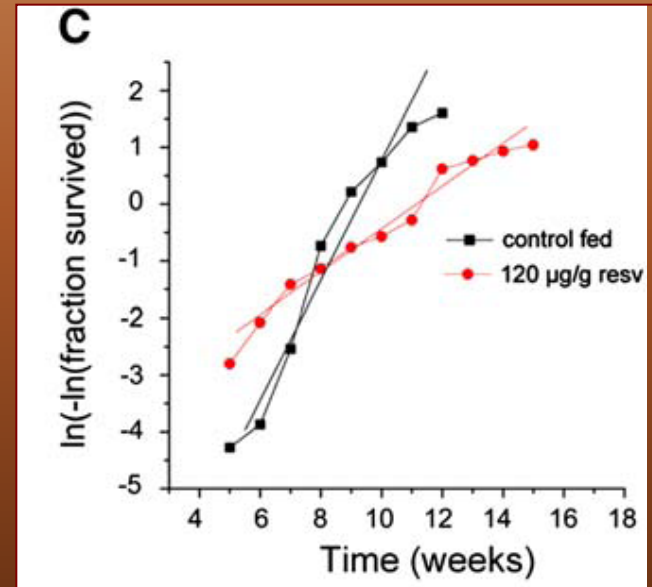 C
ln(-ln(fraction survived))
2
1
0
-1
-2
-3
-4
-5
control fed
120 µg/g resv
4 6 8 10 12 14 16 18
Time (weeks)